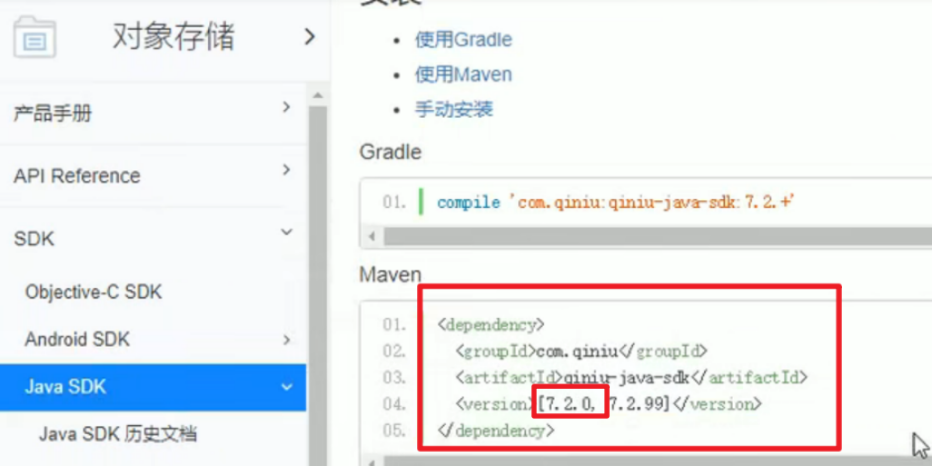 对象存储
产品手册
API Reference
SDK
Objective-C SDK
Android SDK
Java SDK
Java SDK 历史文档
使用Gradle
使用Maven
手动安装
Gradle
01. compile 'com.qiniu:qiniu-java-sdk:7.2.+'
Maven
01. <dependency>
02. <groupId>com.qiniu</groupId>
03. <artifactId>qiniu-java-sdk</artifactId>
04. <version>[7.2.0, 7.2.99]</version>
05. </dependency>